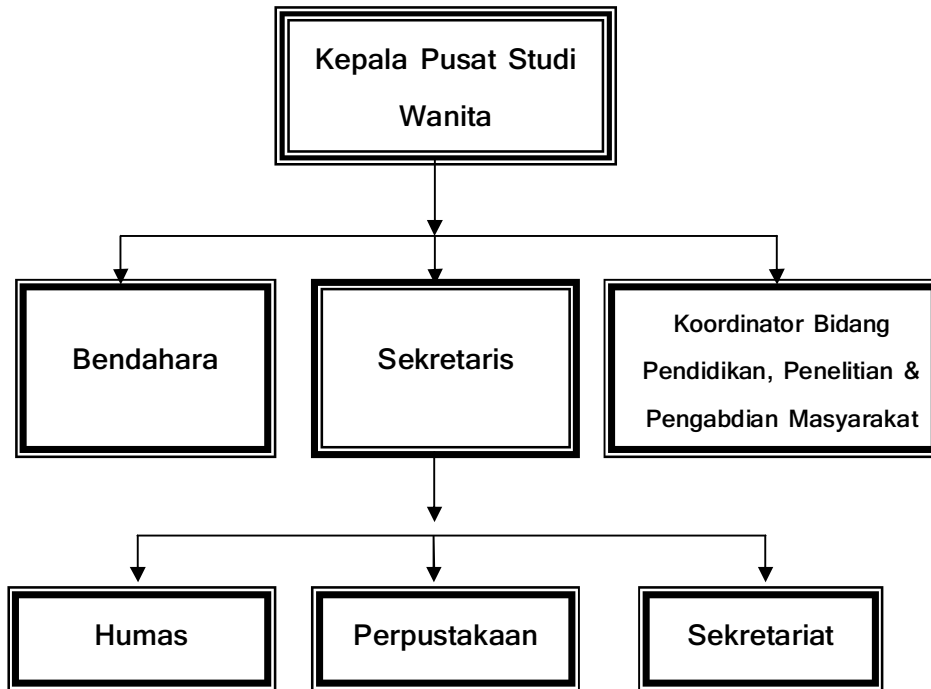 Kepala Pusat Studi
Wanita
Bendahara
Sekretaris
Koordinator Bidang
Pendidikan, Penelitian &
Pengabdian Masyarakat
Humas
Perpustakaan
Sekretariat